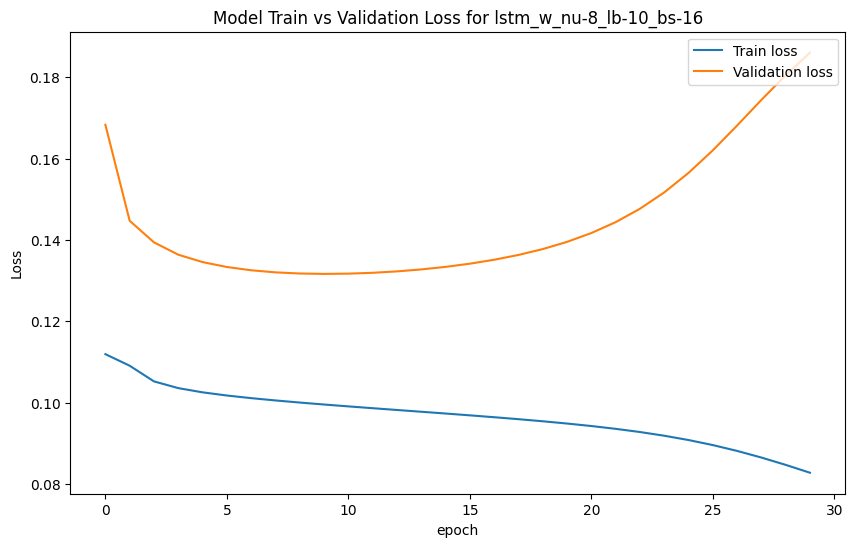 Model Train vs Validation Loss for lstm_w_nu-8_lb-10_bs-16
Train loss
Validation loss
0.18
0.16
0.14
0.12
0.10
0.08
Loss
0 5 10 15 20 25 30
epoch